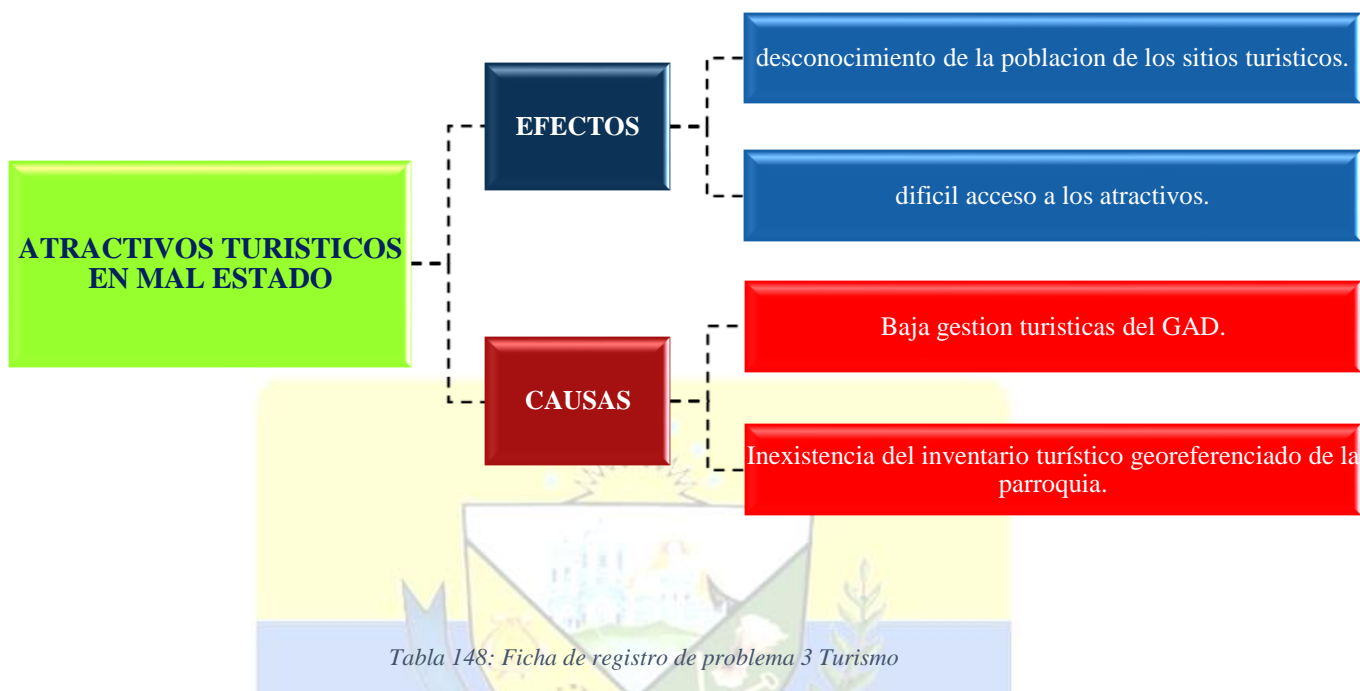 ATRACTIVOS TURISTICOS
EN MAL ESTADO
EFECTOS
desconocimiento de la poblacion de los sitios turisticos.
dificil acceso a los atractivos.
CAUSAS
Baja gestion turisticas del GAD.
Inexistencia del inventario turístico georeferenciado de la
parroquia.
Tabla 148: Ficha de registro de problema 3 Turismo